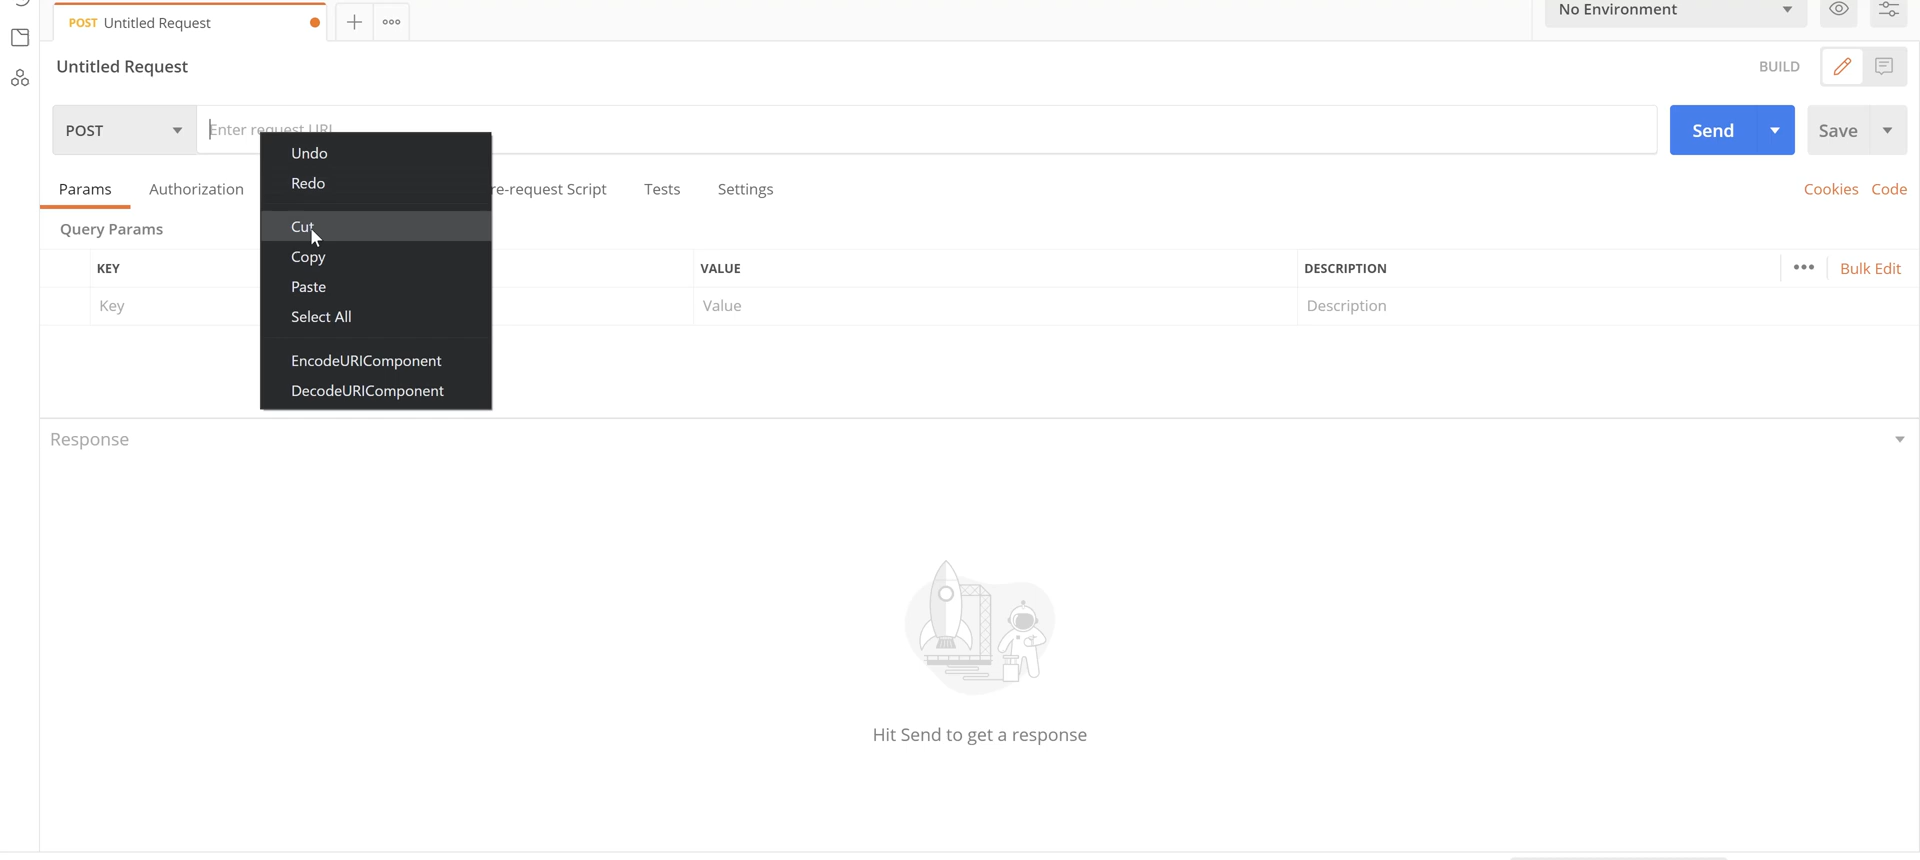 POST Untitled Request
No Environment
Untitled Request
BUILD
POST
Enter request URL
Send
Save
Undo
Redo
Cut
Copy
Paste
Select All
EncodeURIComponent
DecodeURIComponent
Params
Authorization
re-request Script
Tests
Settings
Cookies
Code
Query Params
KEY
VALUE
DESCRIPTION
Bulk Edit
Key
Value
Description
Response
Hit Send to get a response